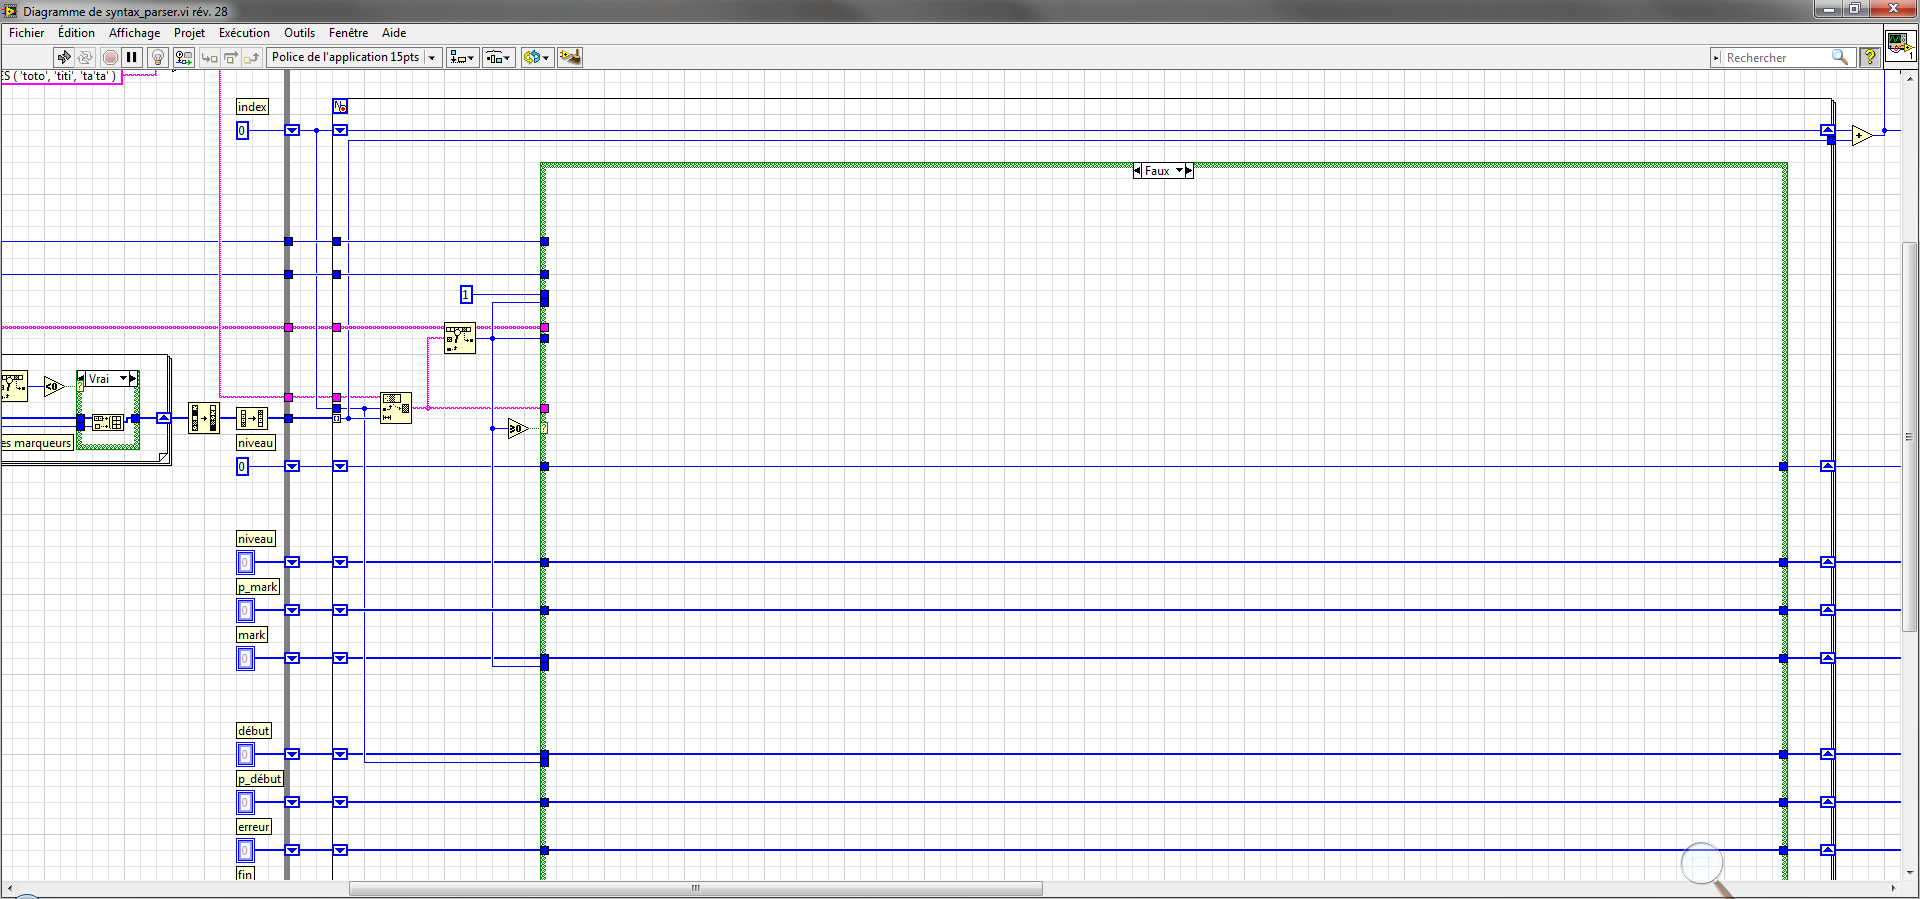 Diagramme de syntax_parser.vi rév. 28
Fichier Édition Affichage Projet Exécution Outils Fenêtre Aide
Police de l'application 15pts
Rechercher
?
S ( 'toto', 'titi', 'ta'ta' )
index
N
0
+
Faux
1
Vrai
<0
?
≥0
?
es marqueurs
niveau
0
niveau
0
p_mark
0
mark
0
début
0
p_début
0
erreur
0
fin